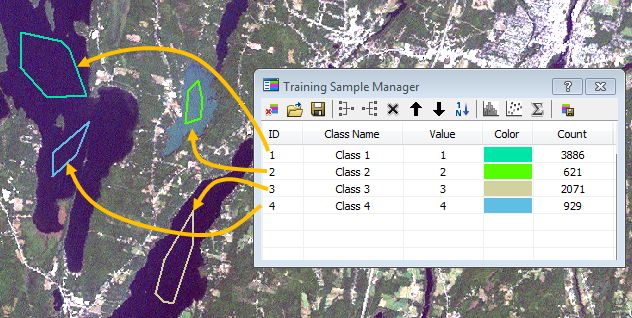 Training Sample Manager
ID Class Name Value Color Count
1 Class 1 1 3886
2 Class 2 2 621
3 Class 3 3 2071
4 Class 4 4 929